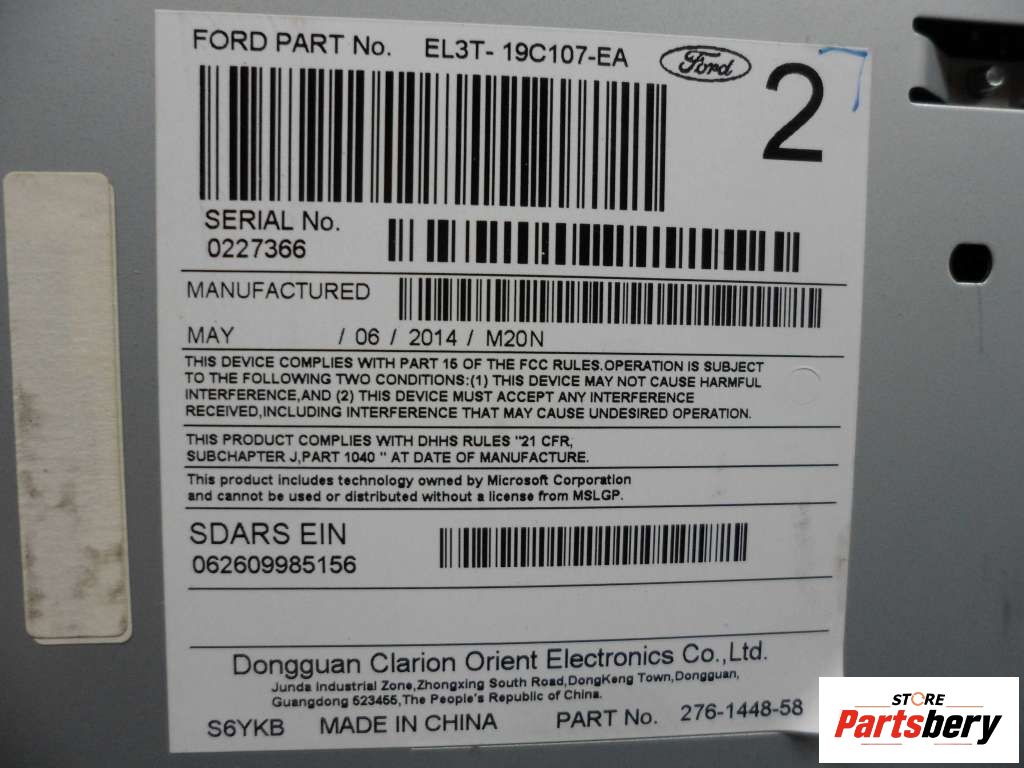 FORD PART No. EL3T- 19C107-EA Ford 2
SERIAL No.
0227366
MANUFACTURED
MAY / 06 / 2014 / M20N
THIS DEVICE COMPLIES WITH PART 15 OF THE FCC RULES.OPERATION IS SUBJECT
TO THE FOLLOWING TWO CONDITIONS:(1) THIS DEVICE MAY NOT CAUSE HARMFUL
INTERFERENCE,AND (2) THIS DEVICE MUST ACCEPT ANY INTERFERENCE
RECEIVED,INCLUDING INTERFERENCE THAT MAY CAUSE UNDESIRED OPERATION.
THIS PRODUCT COMPLIES WITH DHHS RULES "21 CFR,
SUBCHAPTER J,PART 1040 " AT DATE OF MANUFACTURE.
This product includes technology owned by Microsoft Corporation
and cannot be used or distributed without a license from MSLGP.
SDARS EIN
062609985156
Dongguan Clarion Orient Electronics Co.,Ltd.
Junda Industrial Zone,Zhongxing South Road,DongKeng Town,Dongguan,
Guangdong 523455,The People's Republic of China.
S6YKB MADE IN CHINA PART No. 276-1448-58
STORE
Partsbery